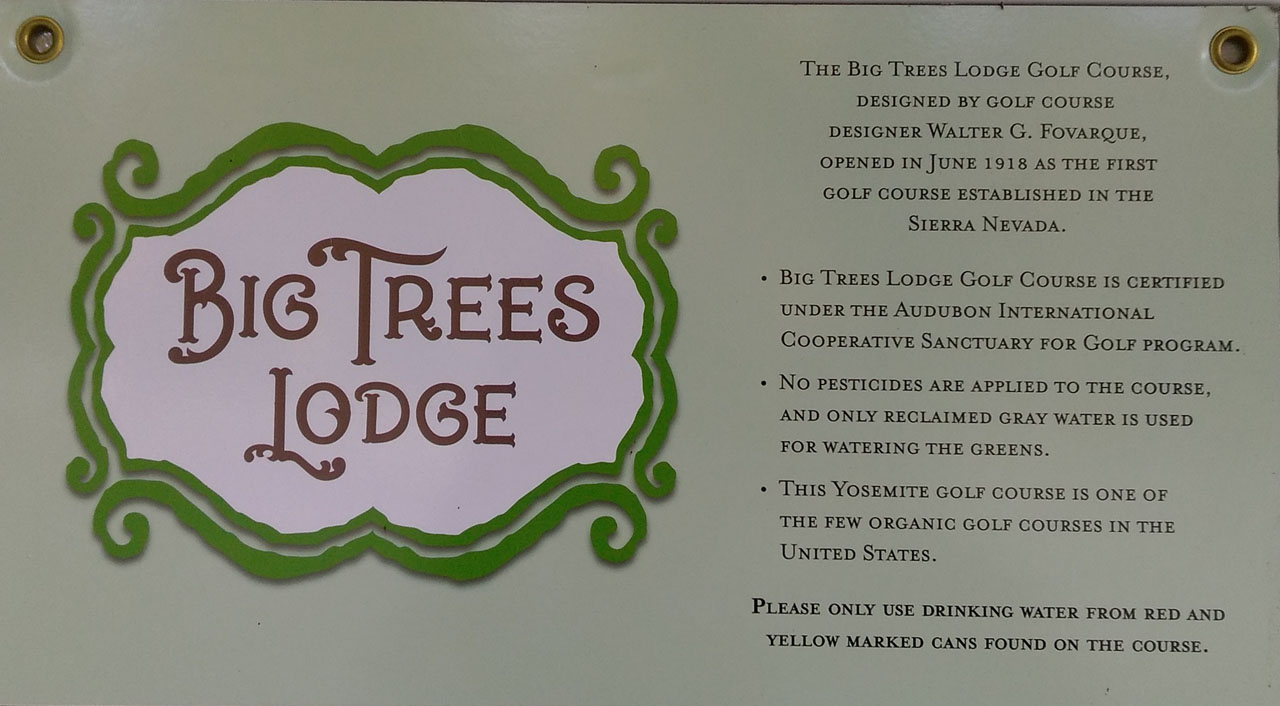 Big Trees
Lodge
The Big Trees Lodge Golf Course,
designed by golf course
designer Walter G. Fovarque,
opened in June 1918 as the first
golf course established in the
Sierra Nevada.
• Big Trees Lodge Golf Course is certified
under the Audubon International
Cooperative Sanctuary for Golf program.
• No pesticides are applied to the course,
and only reclaimed gray water is used
for watering the greens.
• This Yosemite golf course is one of
the few organic golf courses in the
United States.
Please only use drinking water from red and
yellow marked cans found on the course.